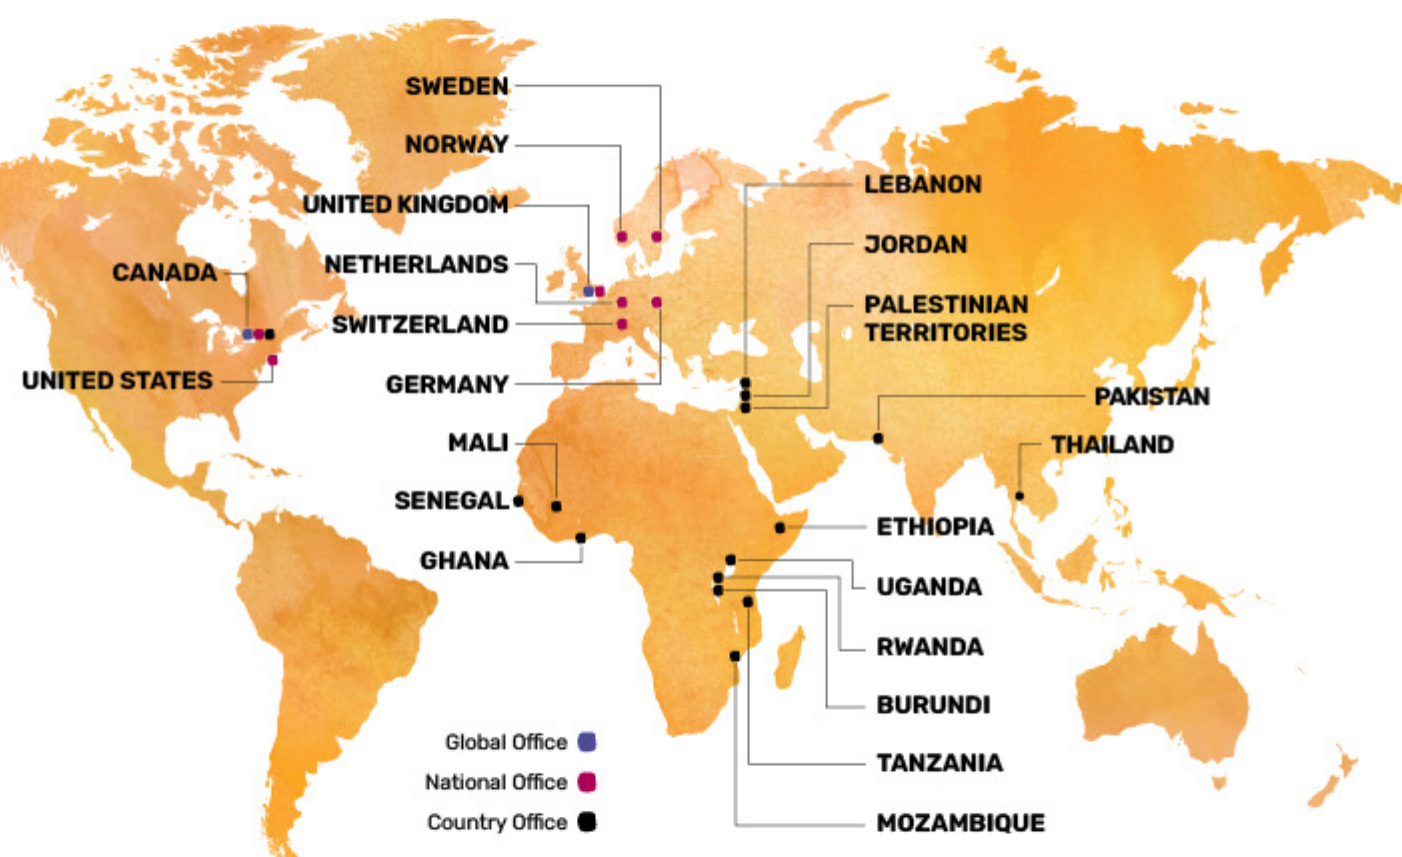 SWEDEN
NORWAY
UNITED KINGDOM
NETHERLANDS
CANADA
SWITZERLAND
UNITED STATES
GERMANY
MALI
SENEGAL
GHANA
LEBANON
JORDAN
PALESTINIAN
TERRITORIES
PAKISTAN
THAILAND
ETHIOPIA
UGANDA
RWANDA
BURUNDI
TANZANIA
MOZAMBIQUE
Global Office
National Office
Country Office